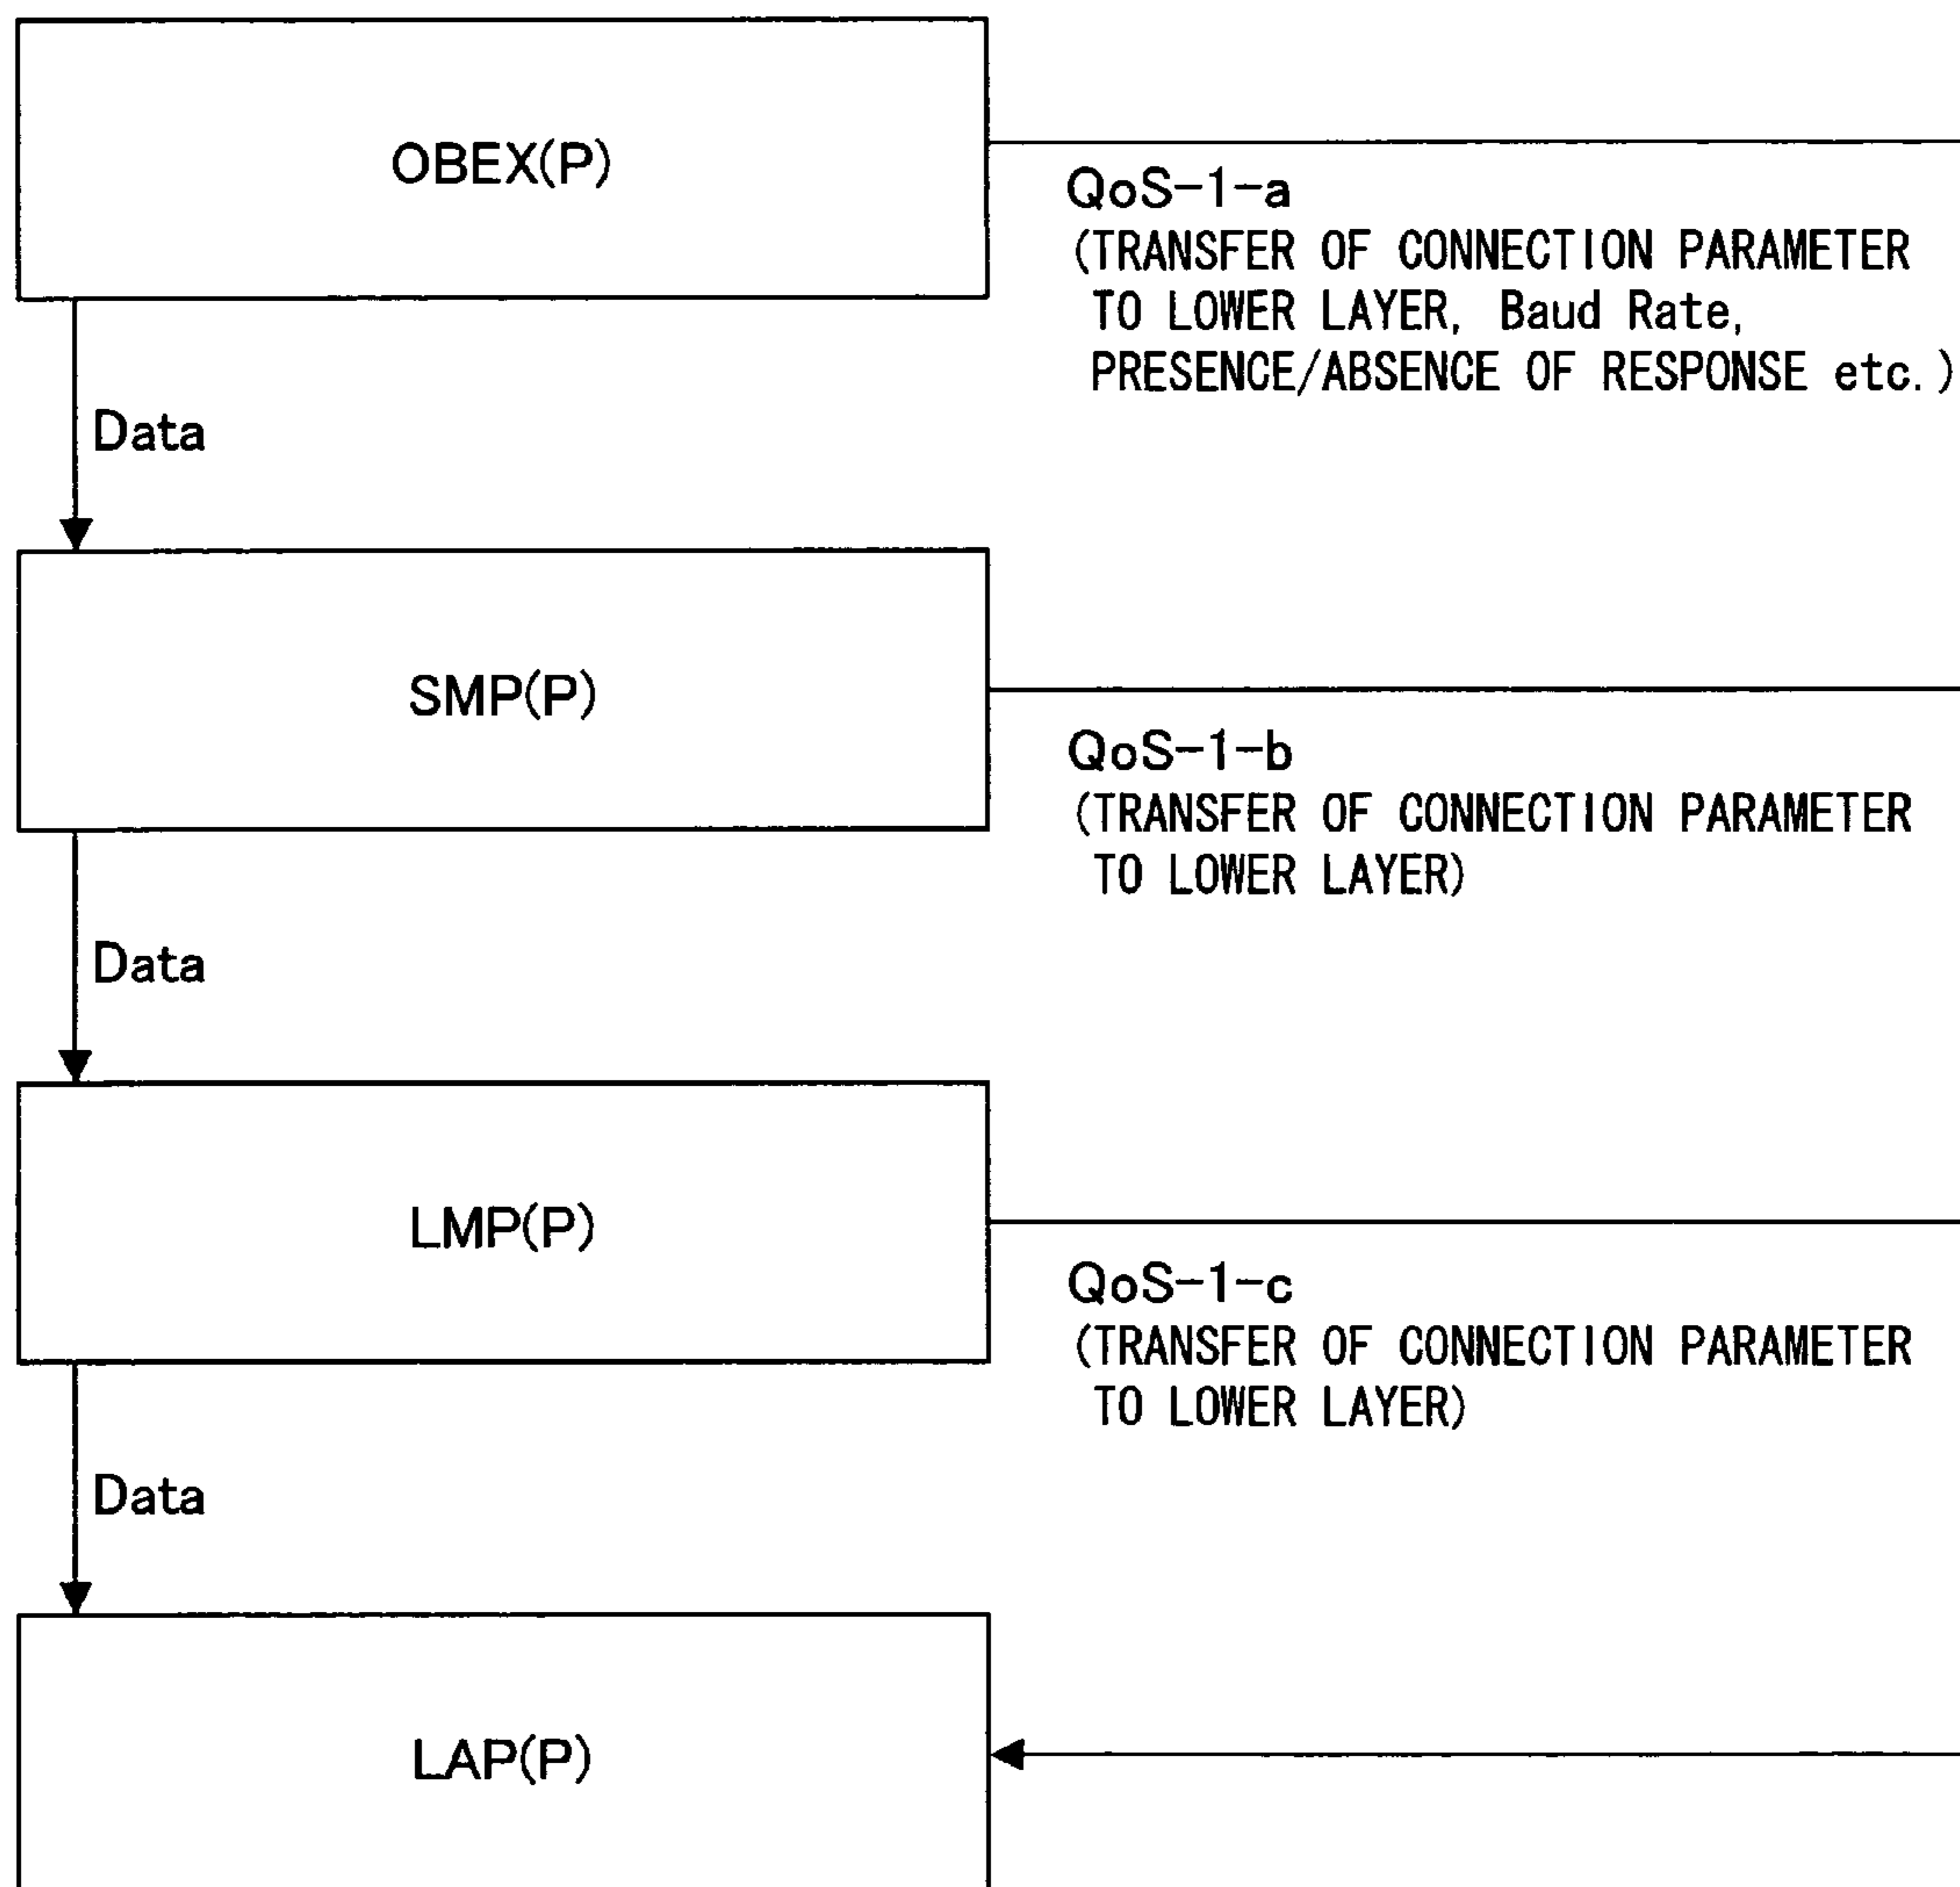 OBEX(P)
QoS-1-a
(TRANSFER OF CONNECTION PARAMETER
TO LOWER LAYER, Baud Rate,
PRESENCE/ABSENCE OF RESPONSE etc.)
Data
SMP(P)
QoS-1-b
(TRANSFER OF CONNECTION PARAMETER
TO LOWER LAYER)
Data
LMP(P)
QoS-1-c
(TRANSFER OF CONNECTION PARAMETER
TO LOWER LAYER)
Data
LAP(P)